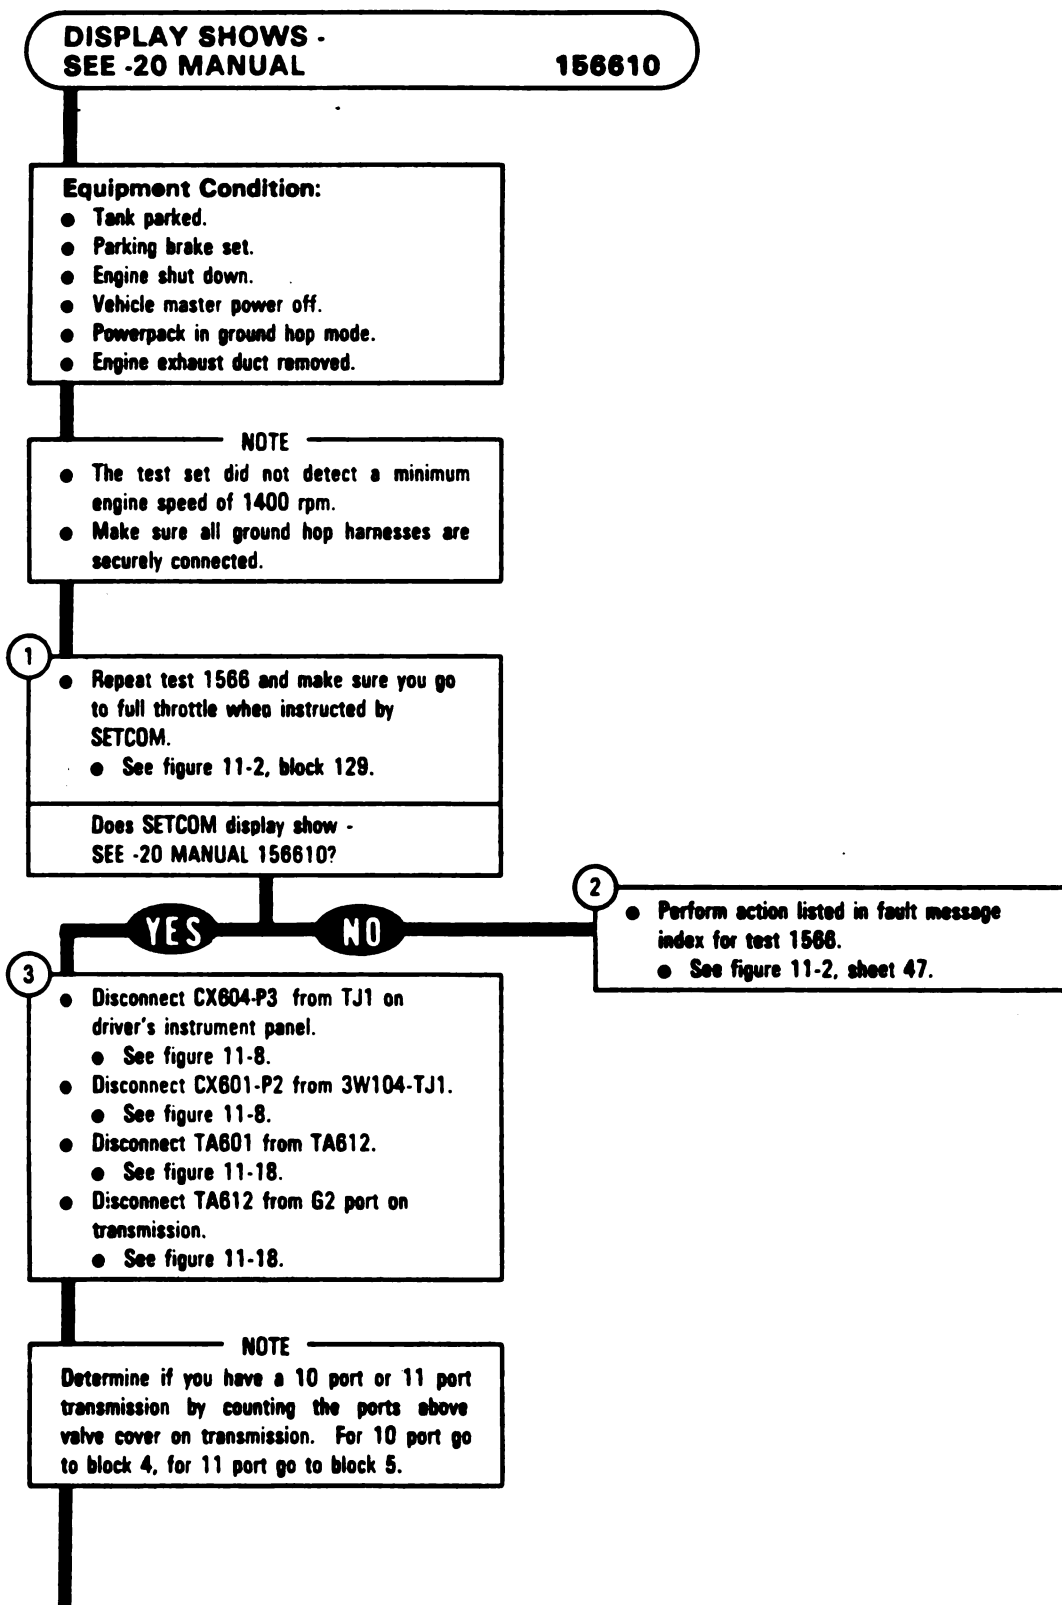 DISPLAY SHOWS -
SEE -20 MANUAL 156610
Equipment Condition:
● Tank parked.
● Parking brake set.
● Engine shut down.
● Vehicle master power off.
● Powerpack in ground hop mode.
● Engine exhaust duct removed.
NOTE
● The test set did not detect a minimum
engine speed of 1400 rpm.
● Make sure all ground hop harnesses are
securely connected.
1
● Repeat test 1566 and make sure you go
to full throttle when instructed by
SETCOM.
● See figure 11-2, block 129.
Does SETCOM display show -
SEE -20 MANUAL 156610?
YES NO
2
● Perform action listed in fault message
index for test 1566.
● See figure 11-2, sheet 47.
3
● Disconnect CX604-P3 from TJ1 on
driver's instrument panel.
● See figure 11-8.
● Disconnect CX601-P2 from 3W104-TJ1.
● See figure 11-8.
● Disconnect TA601 from TA612.
● See figure 11-18.
● Disconnect TA612 from G2 port on
transmission.
● See figure 11-18.
NOTE
Determine if you have a 10 port or 11 port
transmission by counting the ports above
valve cover on transmission. For 10 port go
to block 4, for 11 port go to block 5.